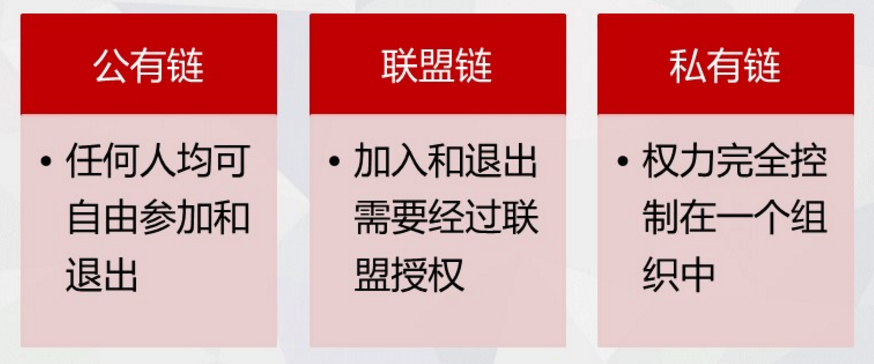 公有链
• 任何人均可
自由参加和
退出
联盟链
• 加入和退出
需要经过联
盟授权
私有链
• 权力完全控
制在一个组
织中